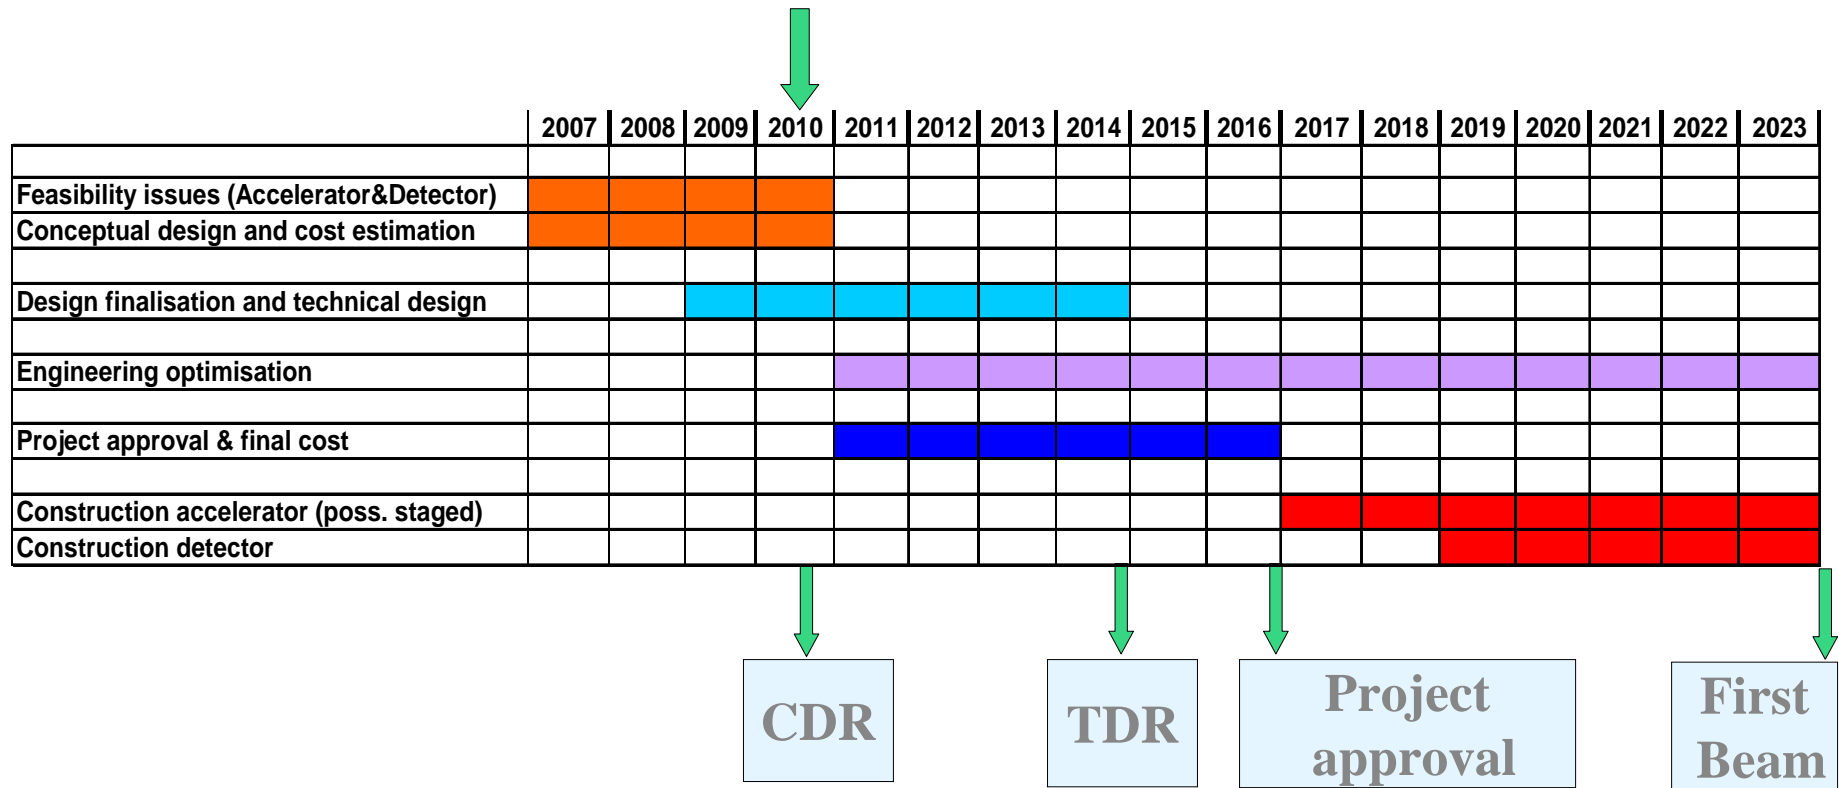 2007 2008 2009 2010 2011 2012 2013 2014 2015 2016 2017 2018 2019 2020 2021 2022 2023
Feasibility issues (Accelerator&Detector)
Conceptual design and cost estimation
Design finalisation and technical design
Engineering optimisation
Project approval & final cost
Construction accelerator (poss. staged)
Construction detector
CDR
TDR
Project
approval
First
Beam